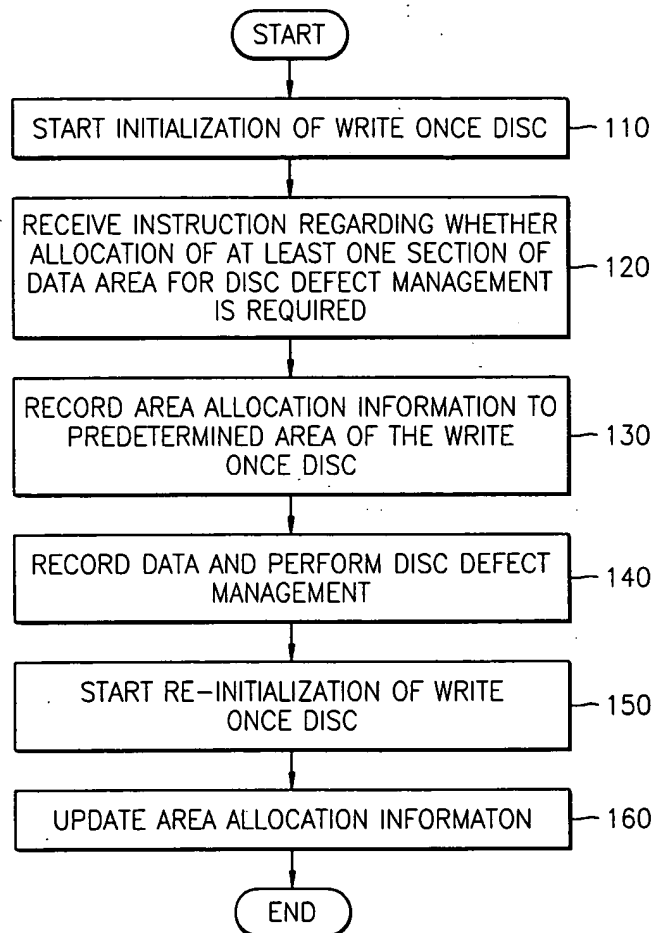 START
START INITIALIZATION OF WRITE ONCE DISC
110
RECEIVE INSTRUCTION REGARDING WHETHER
ALLOCATION OF AT LEAST ONE SECTION OF
DATA AREA FOR DISC DEFECT MANAGEMENT
IS REQUIRED
120
RECORD AREA ALLOCATION INFORMATION TO
PREDETERMINED AREA OF THE WRITE
ONCE DISC
130
RECORD DATA AND PERFORM DISC DEFECT
MANAGEMENT
140
START RE-INITIALIZATION OF WRITE
ONCE DISC
150
UPDATE AREA ALLOCATION INFORMATON
160
END